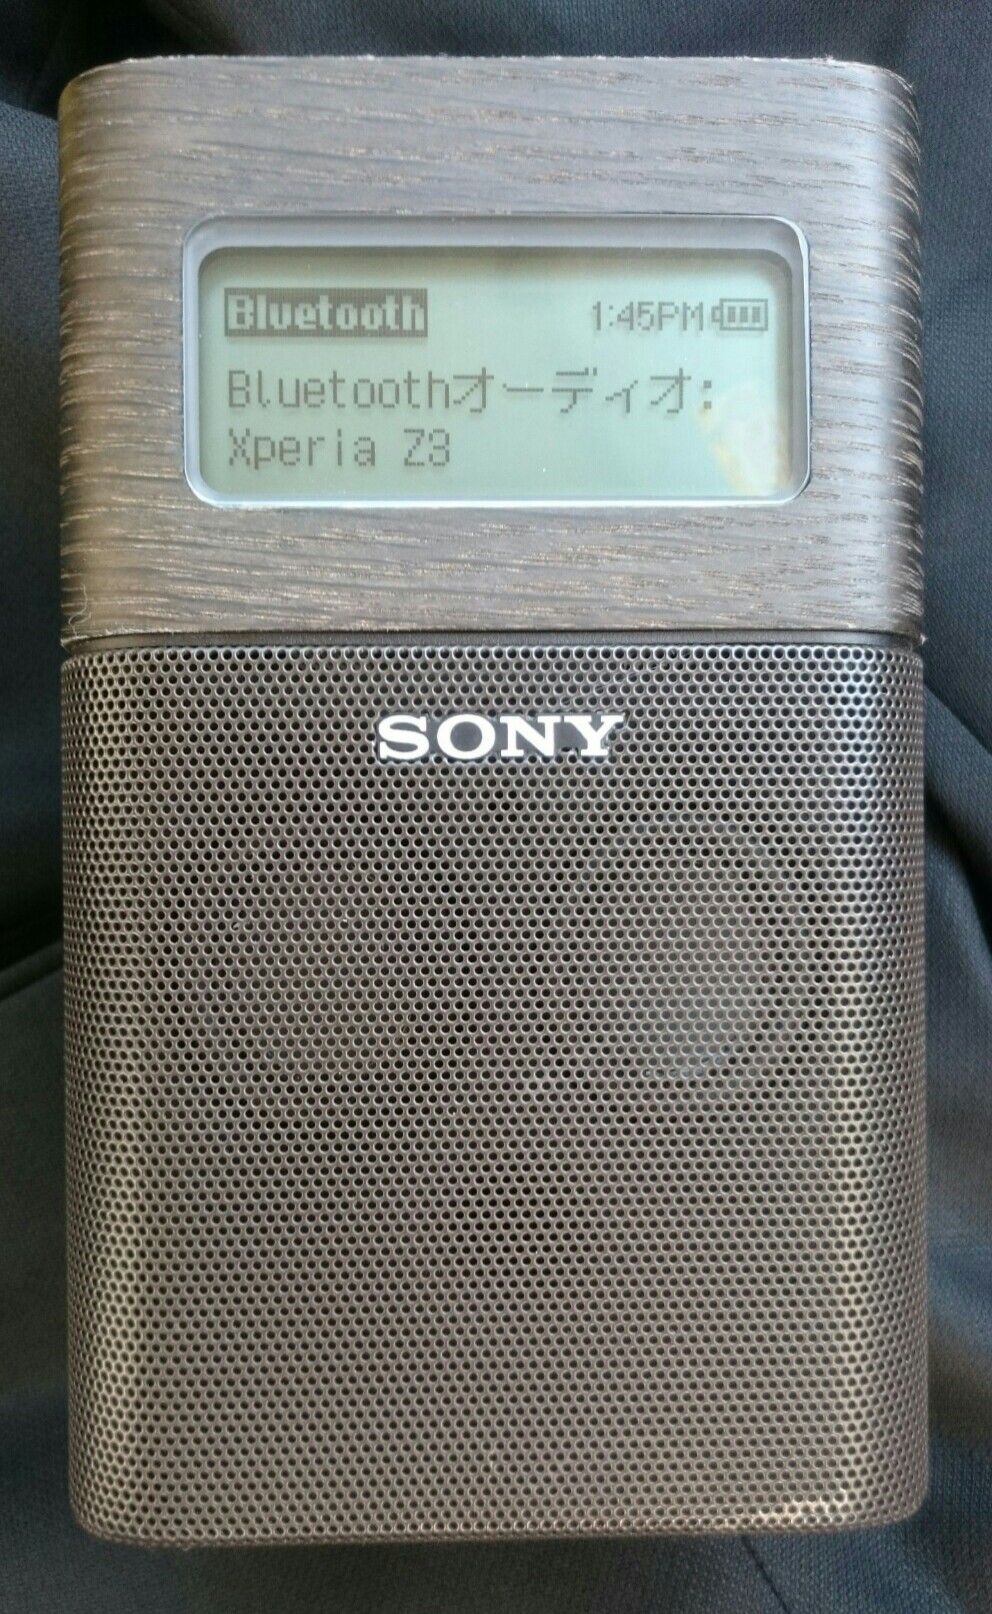 Bluetooth 1:45PM
Bluetoothオーディオ:
Xperia Z3
SONY